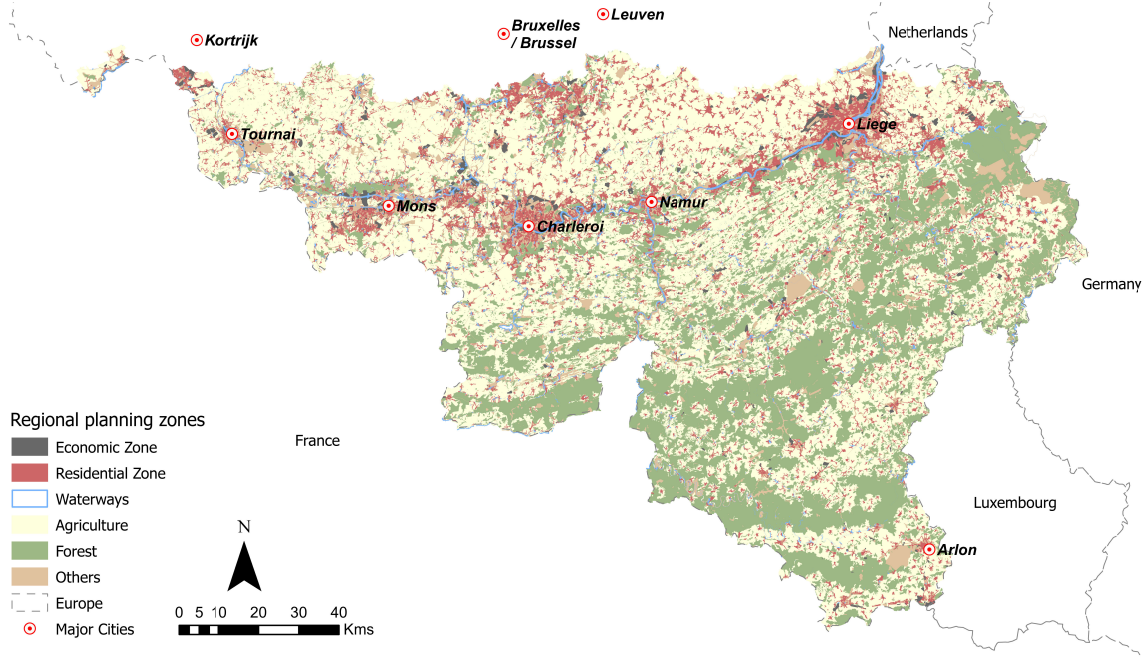 Leuven
Bruxelles
/ Brussel
Kortrijk
Netherlands
Liege
Tournai
Mons
Namur
Charleroi
Germany
Regional planning zones
Economic Zone
Residential Zone
Waterways
Agriculture
Forest
Others
Europe
Major Cities
France
Luxembourg
Arlon
N
0 5 10 20 30 40
Kms